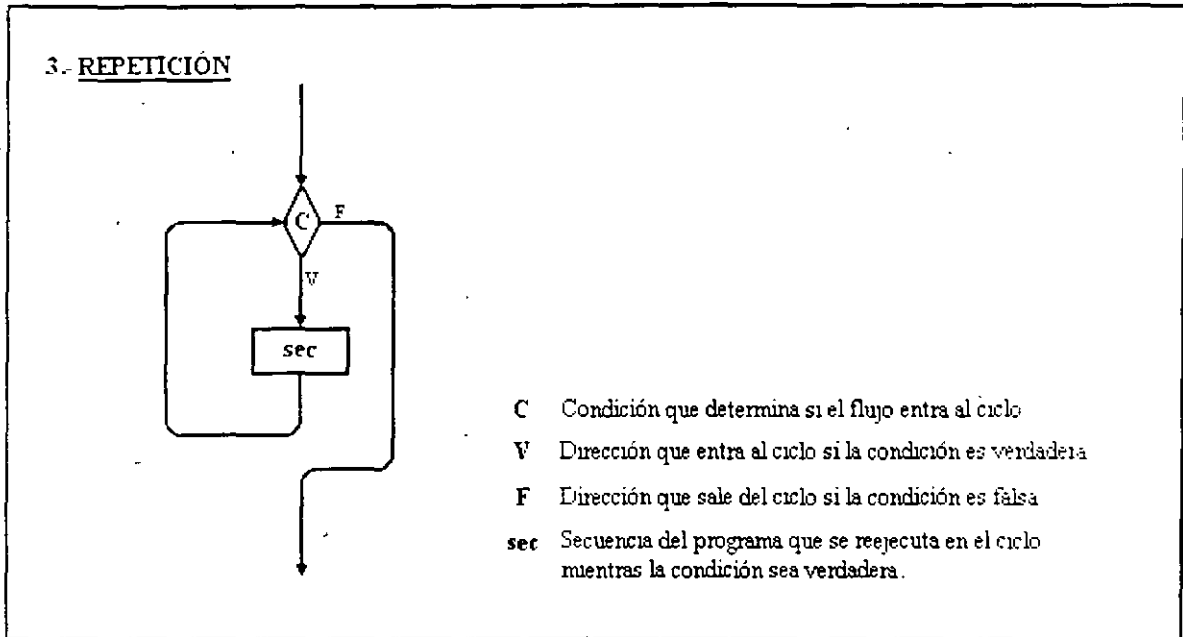 3.- REPETICIÓN
C
F
V
sec
C Condición que determina si el flujo entra al ciclo
V Dirección que entra al ciclo si la condición es verdadera
F Dirección que sale del ciclo si la condición es falsa
sec Secuencia del programa que se reejecuta en el ciclo
mientras la condición sea verdadera.